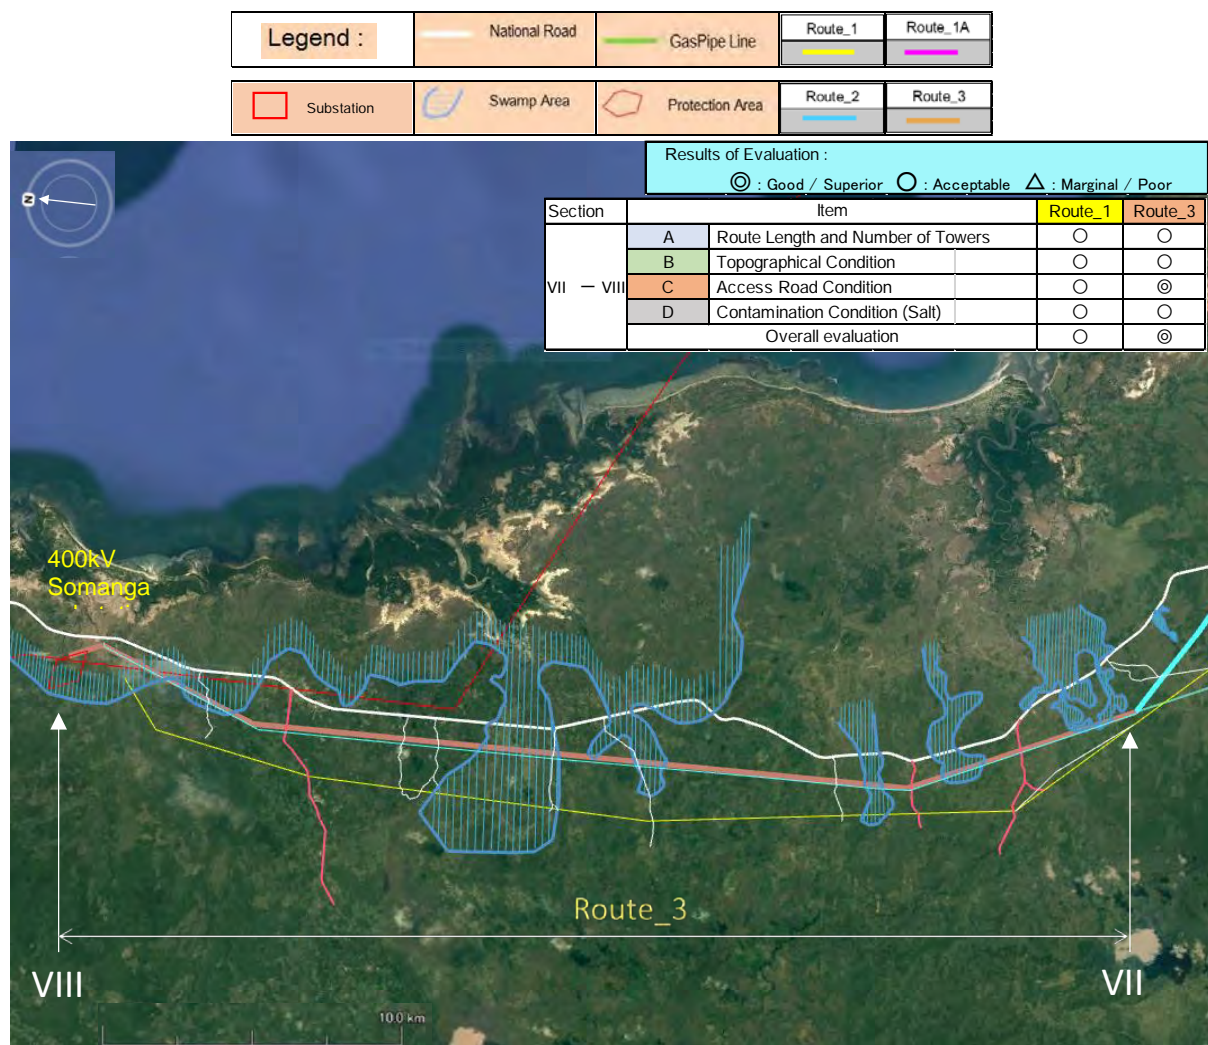 Legend :
National Road
GasPipe Line
Route_1
Route_1A
Substation
Swamp Area
Protection Area
Route_2
Route_3
N
Results of Evaluation :
◎ : Good / Superior ○ : Acceptable △ : Marginal / Poor
Section Item Route_1 Route_3
VII － VIII
A Route Length and Number of Towers ○ ○
B Topographical Condition ○ ○
C Access Road Condition ○ ◎
D Contamination Condition (Salt) ○ ○
Overall evaluation ○ ◎
400kV
Somanga
Route_3
VIII
VII
10.0 km